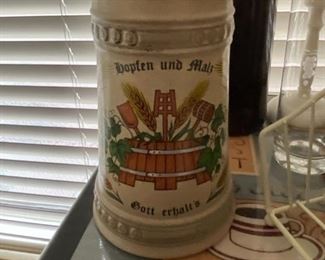 Hopfen und Malz
Gott erhalt's